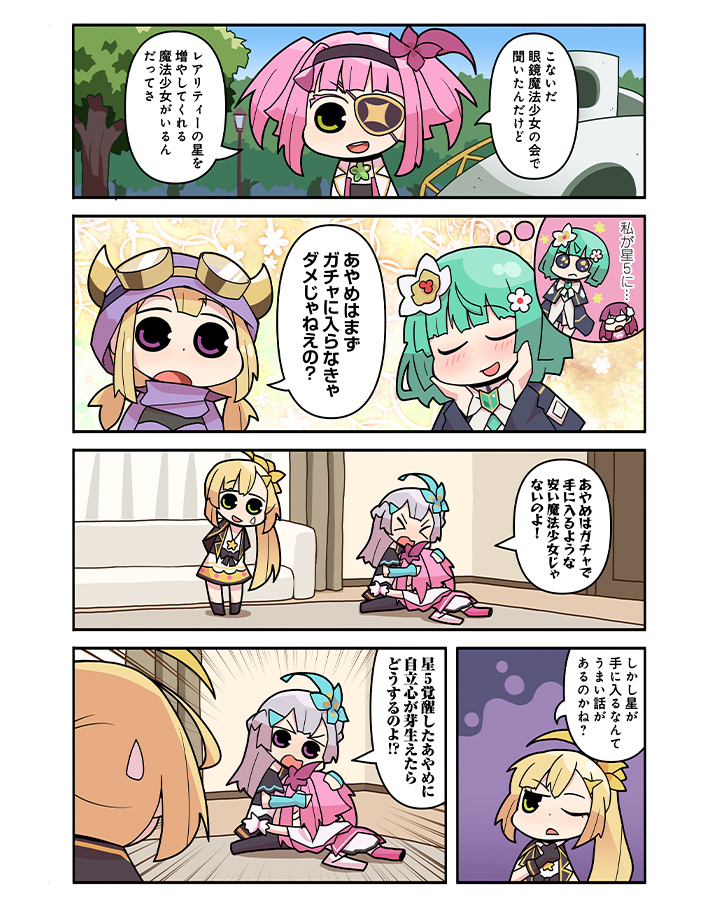 こないだ
眼鏡魔法少女の会で
聞いたんだけど
レアリティーの星を
増やしてくれる
魔法少女がいるん
だってさ
私が星5に…
あやめはまず
ガチャに入らなきゃ
ダメじゃねえの?
あやめはガチャで
手に入るような
安い魔法少女じゃ
ないのよ!
しかし星が
手に入るなんて
うまい話が
あるのかね?
星5覚醒したあやめに
自立心が芽生えたら
どうするのよ!?